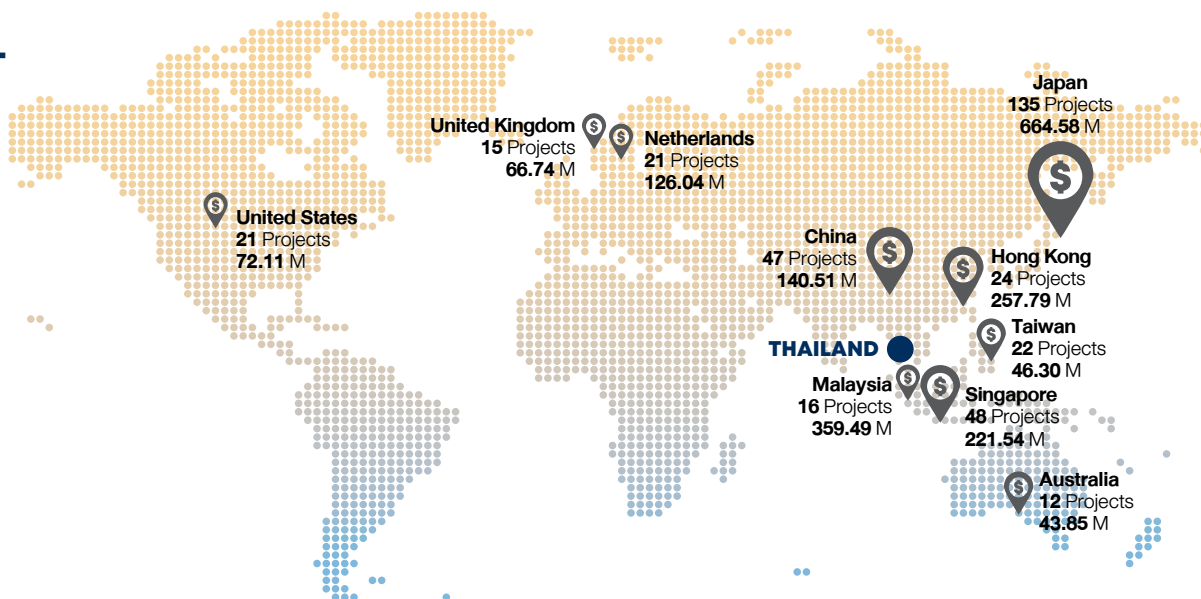 Japan
135 Projects
664.58 M
United Kingdom
15 Projects
66.74 M
Netherlands
21 Projects
126.04 M
United States
21 Projects
72.11 M
China
47 Projects
140.51 M
Hong Kong
24 Projects
257.79 M
Taiwan
22 Projects
46.30 M
THAILAND
Malaysia
16 Projects
359.49 M
Singapore
48 Projects
221.54 M
Australia
12 Projects
43.85 M